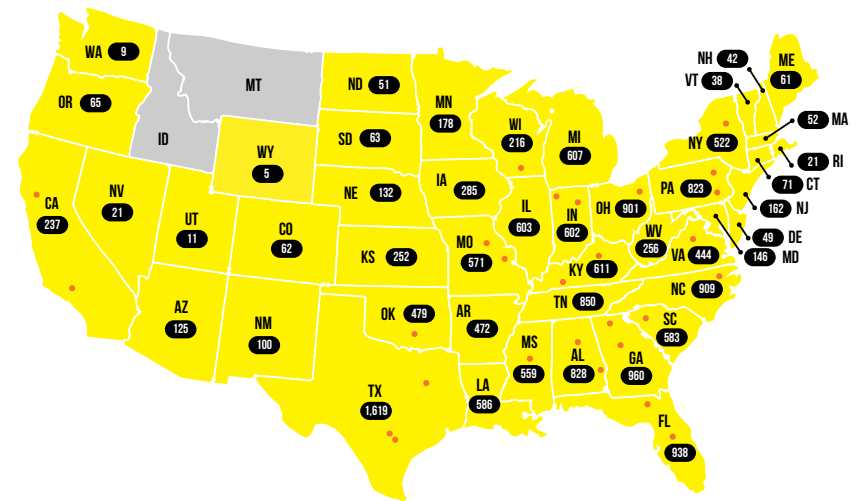 WA 9
OR 65
ID
MT
WY
5
CA
237
NV
21
UT
11
CO
62
AZ
125
NM
100
ND 51
SD 63
NE 132
KS 252
OK 479
TX
1,619
MN
178
IA 285
MO
571
AR
472
LA
586
WI
216
IL
603
MI
607
IN
602
OH 901
KY 611
TN 850
MS
559
AL
828
GA
960
FL
938
SC
583
NC 909
VA 444
WV
256
PA 823
NY 522
VT 38
NH 42
ME
61
52 MA
21 RI
71 CT
162 NJ
49 DE
146 MD